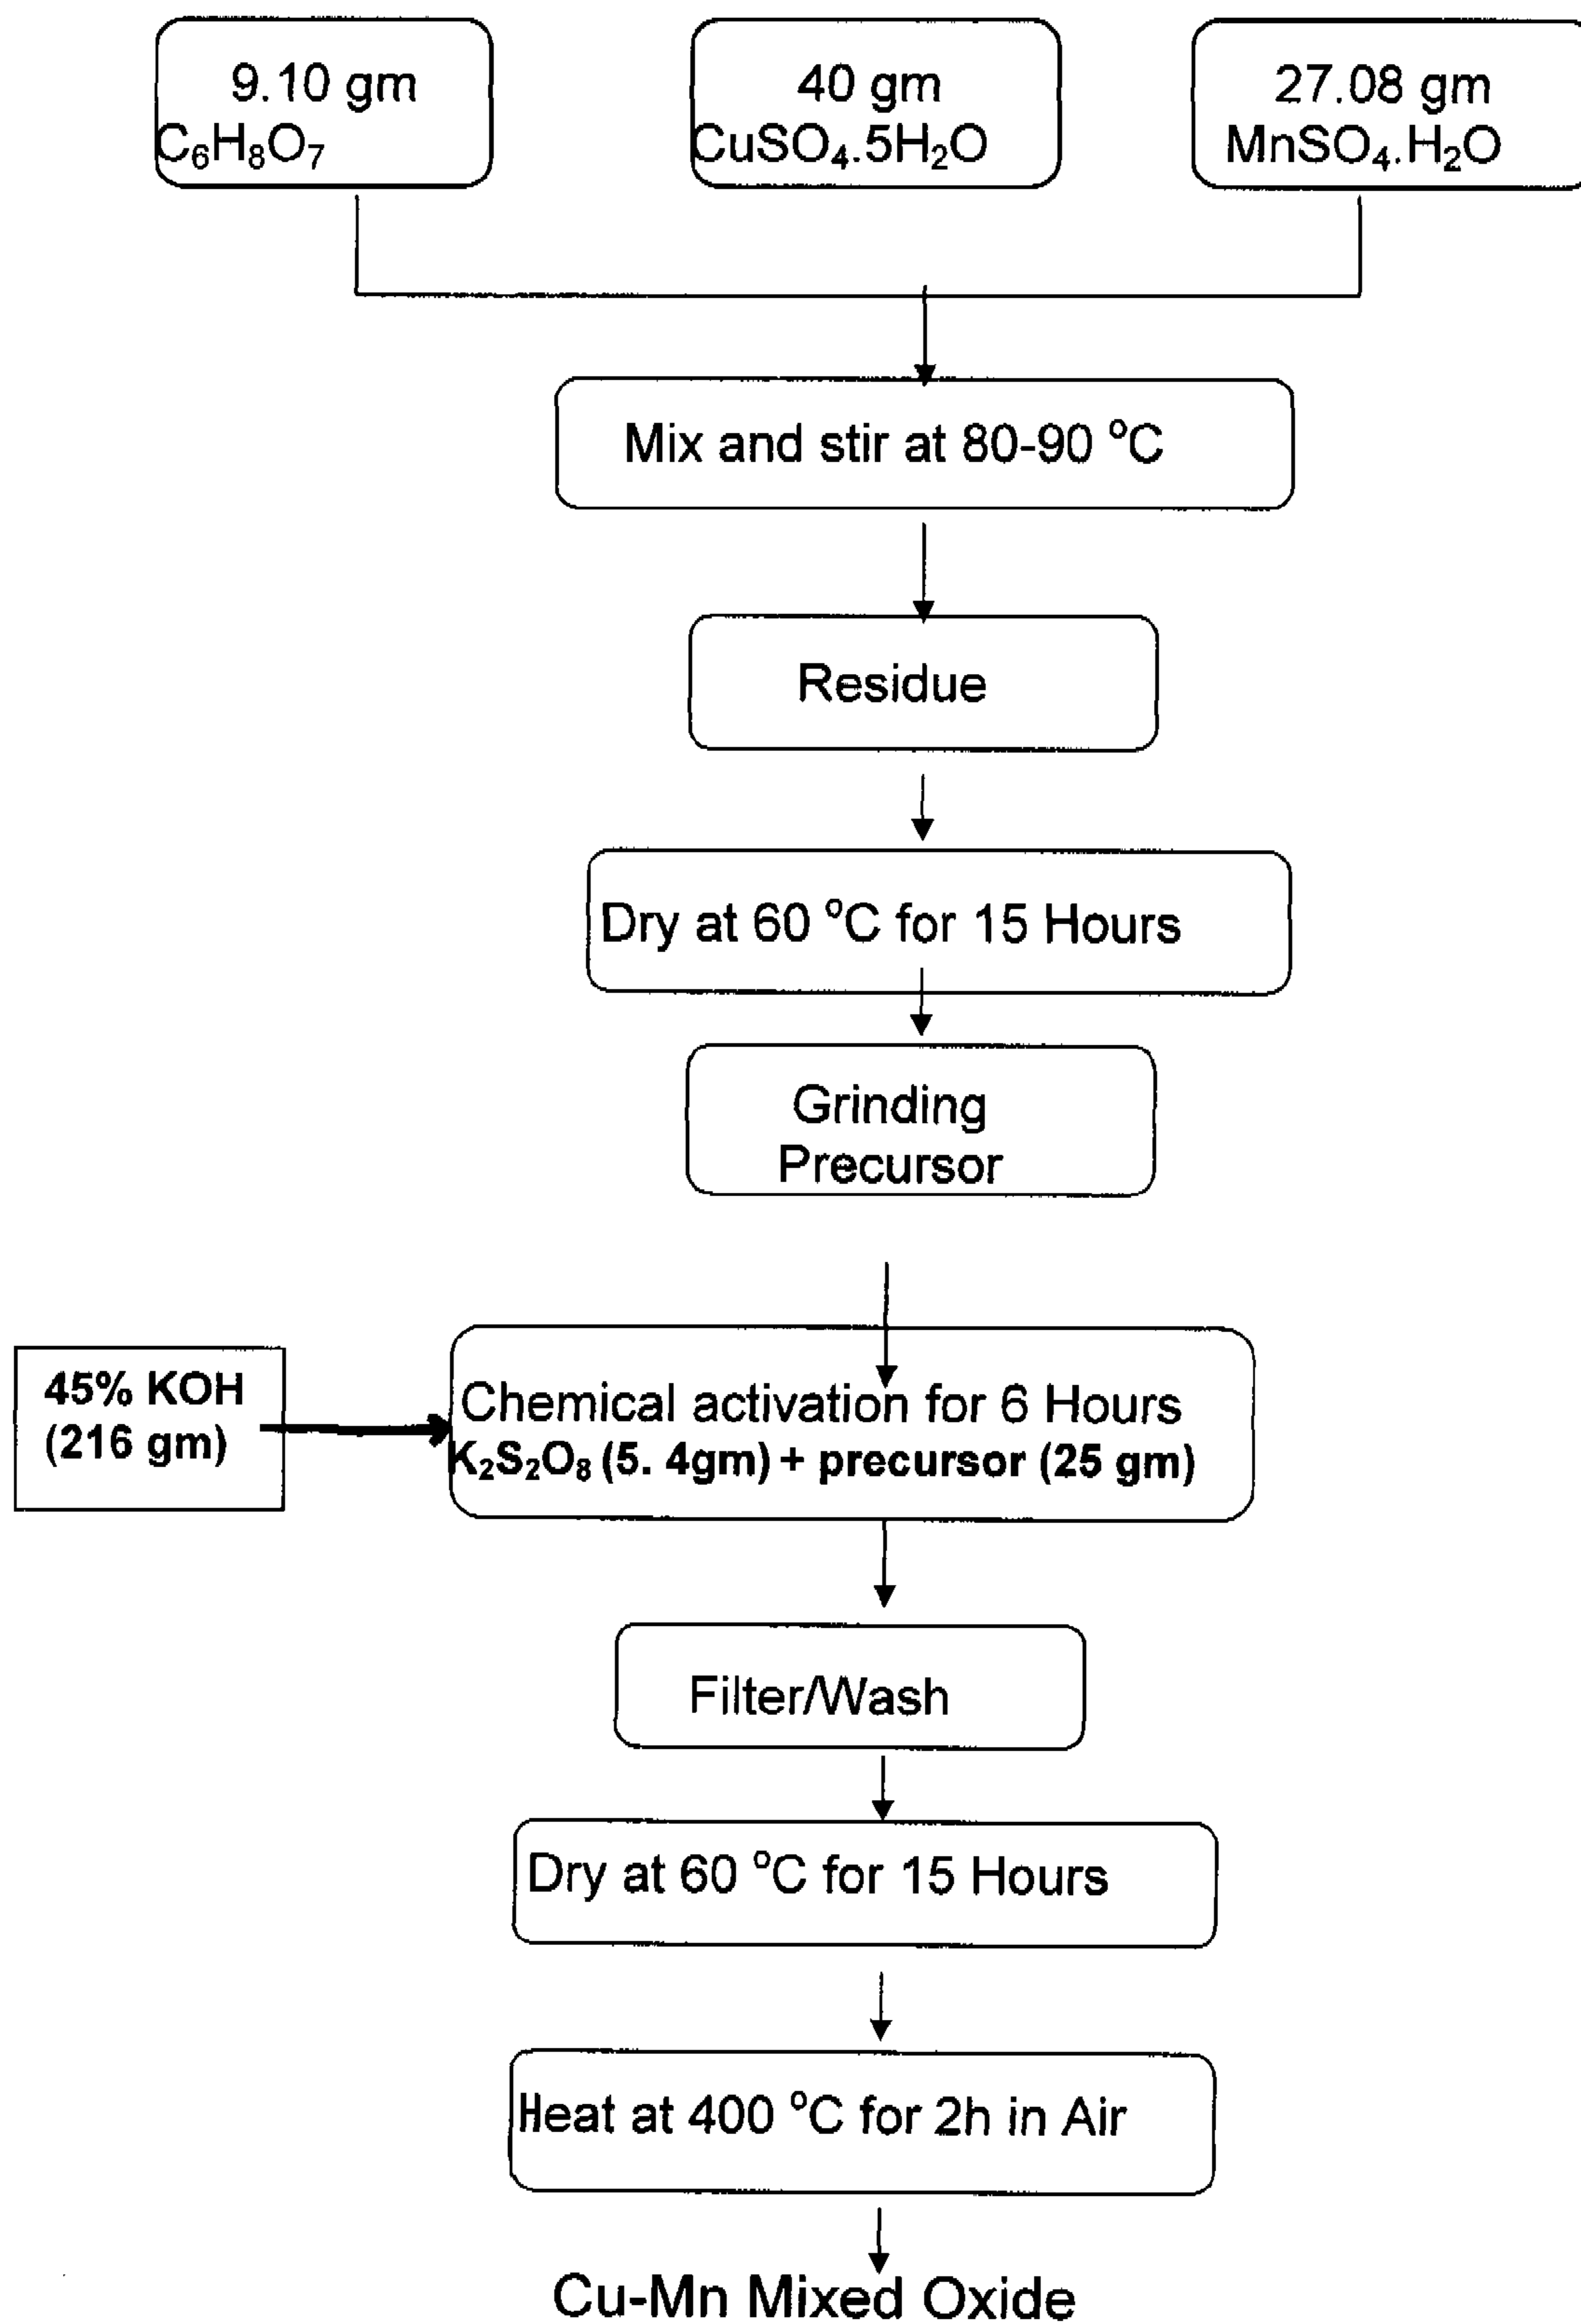 9.10 gm
C₆H₈O₇
40 gm
CuSO₄.5H₂O
27.08 gm
MnSO₄.H₂O
Mix and stir at 80-90 °C
Residue
Dry at 60 °C for 15 Hours
Grinding
Precursor
45% KOH
(216 gm)
Chemical activation for 6 Hours
K₂S₂O₈ (5. 4gm) + precursor (25 gm)
Filter/Wash
Dry at 60 °C for 15 Hours
Heat at 400 °C for 2h in Air
Cu-Mn Mixed Oxide